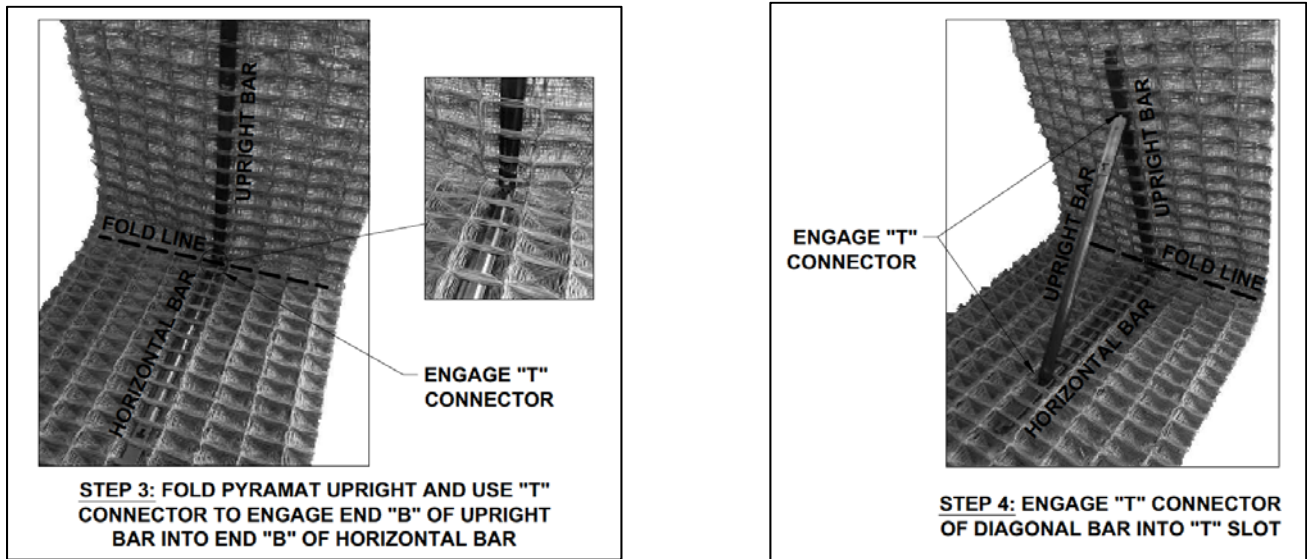 UPRIGHT BAR
FOLD LINE
HORIZONTAL BAR
ENGAGE "T"
CONNECTOR
STEP 3: FOLD PYRAMAT UPRIGHT AND USE "T"
CONNECTOR TO ENGAGE END "B" OF UPRIGHT
BAR INTO END "B" OF HORIZONTAL BAR
UPRIGHT BAR
UPRIGHT BAR
ENGAGE "T"
CONNECTOR
FOLD LINE
HORIZONTAL BAR
STEP 4: ENGAGE "T" CONNECTOR
OF DIAGONAL BAR INTO "T" SLOT